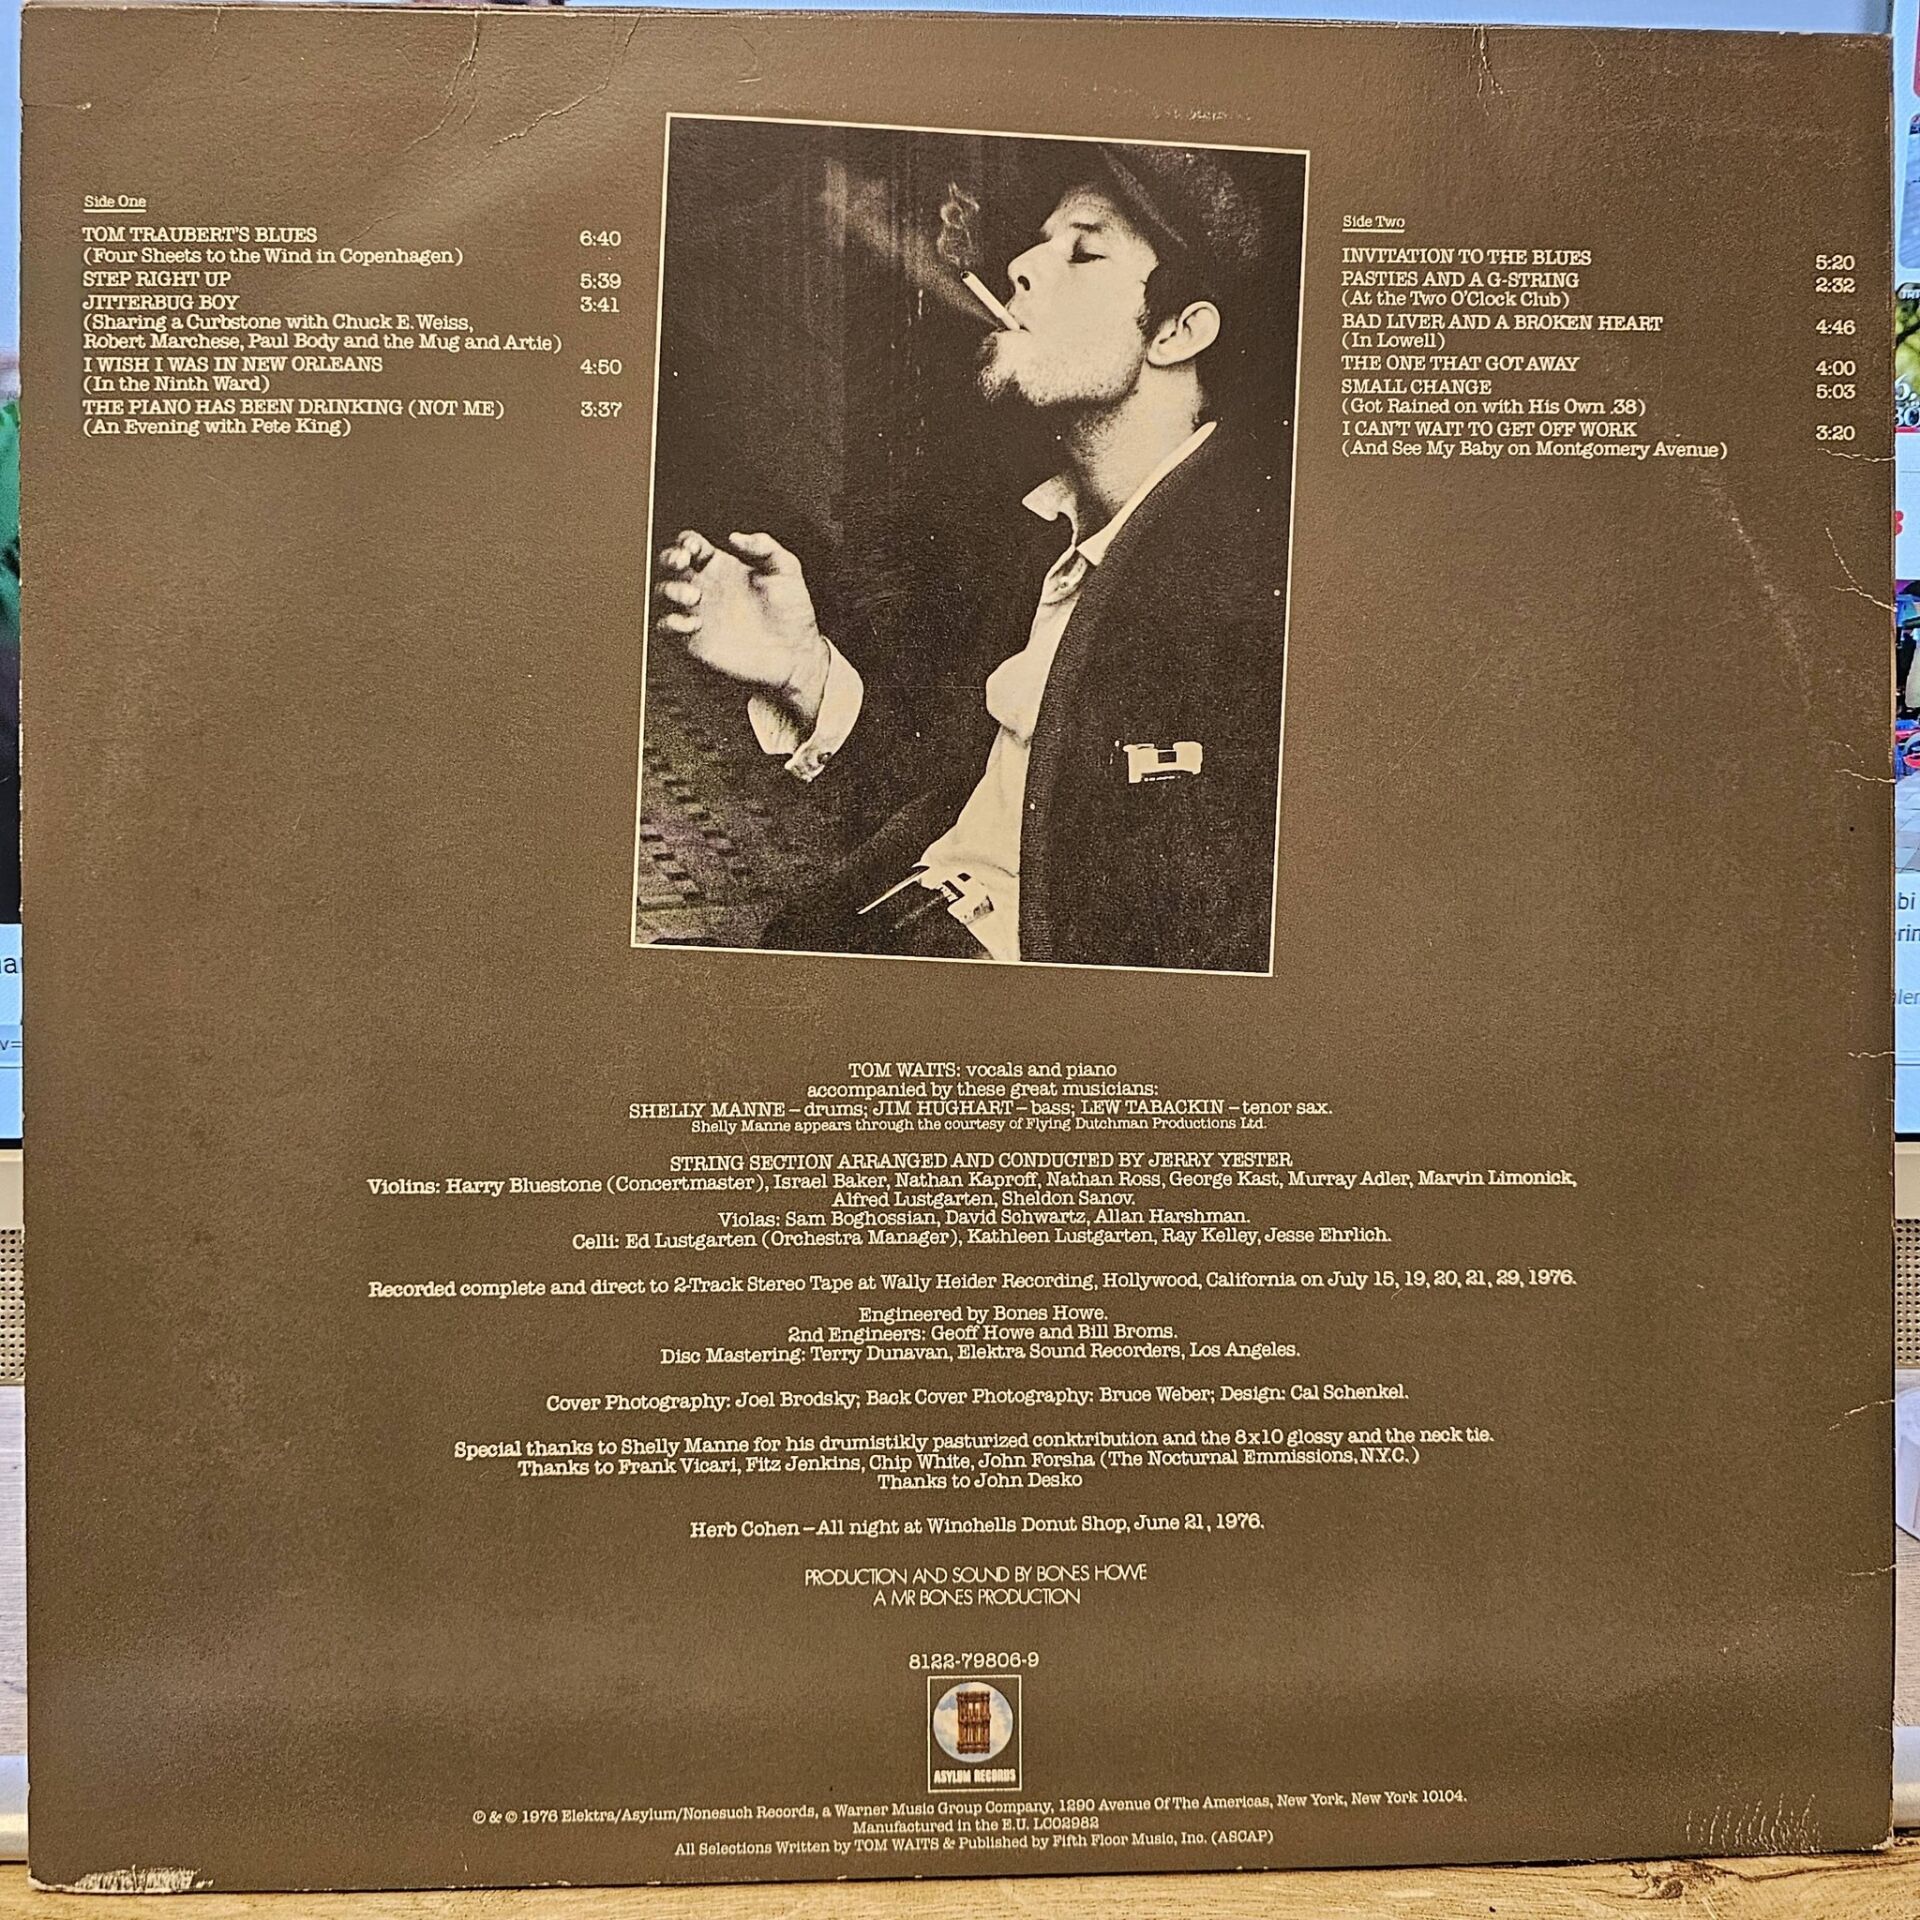 Side One
TOM TRAUBERT'S BLUES 6:40
(Four Sheets to the Wind in Copenhagen)
STEP RIGHT UP 5:39
JITTERBUG BOY 3:41
(Sharing a Curbstone with Chuck E. Weiss,
Robert Marchese, Paul Body and the Mug and Artie)
I WISH I WAS IN NEW ORLEANS 4:50
(In the Ninth Ward)
THE PIANO HAS BEEN DRINKING (NOT ME) 3:37
(An Evening with Pete King)
Side Two
INVITATION TO THE BLUES 5:20
PASTIES AND A G-STRING 2:32
(At the Two O'Clock Club)
BAD LIVER AND A BROKEN HEART 4:46
(In Lowell)
THE ONE THAT GOT AWAY 4:00
SMALL CHANGE 5:03
(Got Rained on with His Own .38)
I CAN'T WAIT TO GET OFF WORK 3:20
(And See My Baby on Montgomery Avenue)
TOM WAITS: vocals and piano
accompanied by these great musicians:
SHELLY MANNE – drums; JIM HUGHART – bass; LEW TABACKIN – tenor sax.
Shelly Manne appears through the courtesy of Flying Dutchman Productions Ltd.
STRING SECTION ARRANGED AND CONDUCTED BY JERRY YESTER
Violins: Harry Bluestone (Concertmaster), Israel Baker, Nathan Kaproff, Nathan Ross, George Kast, Murray Adler, Marvin Limonick,
Alfred Lustgarten, Sheldon Sanov.
Violas: Sam Boghossian, David Schwartz, Allan Harshman.
Celli: Ed Lustgarten (Orchestra Manager), Kathleen Lustgarten, Ray Kelley, Jesse Ehrlich.
Recorded complete and direct to 2-Track Stereo Tape at Wally Heider Recording, Hollywood, California on July 15, 19, 20, 21, 29, 1976.
Engineered by Bones Howe.
2nd Engineers: Geoff Howe and Bill Broms.
Disc Mastering: Terry Dunavan, Elektra Sound Recorders, Los Angeles.
Cover Photography: Joel Brodsky; Back Cover Photography: Bruce Weber; Design: Cal Schenkel.
Special thanks to Shelly Manne for his drumistikly pasturized conktribution and the 8x10 glossy and the neck tie.
Thanks to Frank Vicari, Fitz Jenkins, Chip White, John Forsha (The Nocturnal Emmissions, N.Y.C.)
Thanks to John Desko
Herb Cohen – All night at Winchells Donut Shop, June 21, 1976.
PRODUCTION AND SOUND BY BONES HOWE
A MR BONES PRODUCTION
8122-79806-9
ASYLUM RECORDS
℗ & © 1976 Elektra/Asylum/Nonesuch Records, a Warner Music Group Company, 1290 Avenue Of The Americas, New York, New York 10104.
Manufactured in the E.U. LC02982
All Selections Written by TOM WAITS & Published by Fifth Floor Music, Inc. (ASCAP)